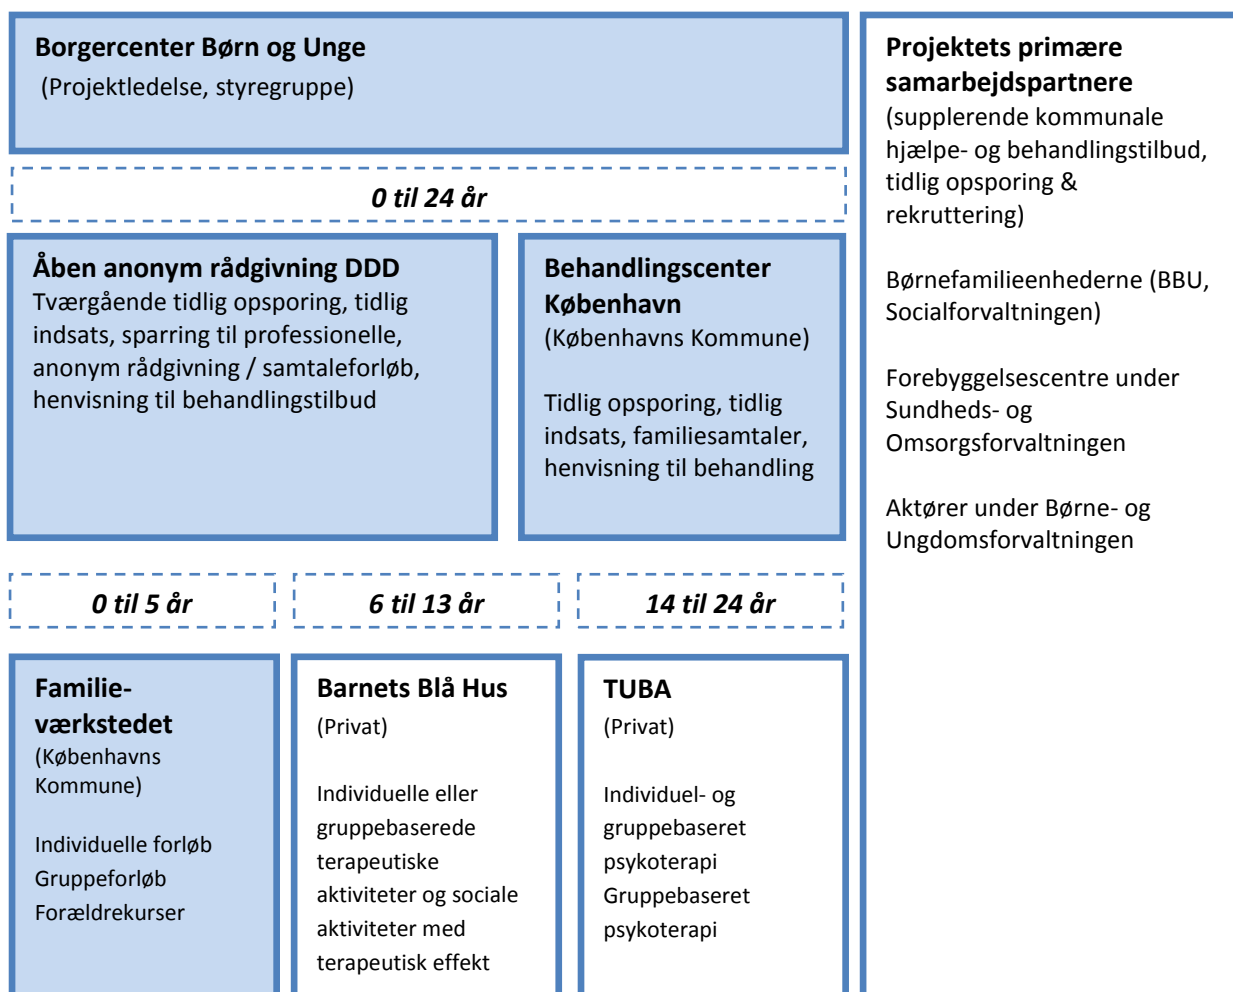 Borgercenter Børn og Unge
(Projektledelse, styregruppe)
0 til 24 år
Åben anonym rådgivning DDD
Tværgående tidlig opsporing, tidlig
indsats, sparring til professionelle,
anonym rådgivning / samtaleforløb,
henvisning til behandlingstilbud
Behandlingscenter
København
(Københavns Kommune)
Tidlig opsporing, tidlig
indsats, familiesamtaler,
henvisning til behandling
0 til 5 år
6 til 13 år
14 til 24 år
Familie-
værkstedet
(Københavns
Kommune)
Individuelle forløb
Gruppeforløb
Forældrekurser
Barnets Blå Hus
(Privat)
Individuelle eller
gruppebaserede
terapeutiske
aktiviteter og sociale
aktiviteter med
terapeutisk effekt
TUBA
(Privat)
Individuel- og
gruppebaseret
psykoterapi
Gruppebaseret
psykoterapi
Projektets primære
samarbejdspartnere
(supplerende kommunale
hjælpe- og behandlingstilbud,
tidlig opsporing &
rekruttering)
Børnefamilieenhederne (BBU,
Socialforvaltningen)
Forebyggelsescentre under
Sundheds- og
Omsorgsforvaltningen
Aktører under Børne- og
Ungdomsforvaltningen